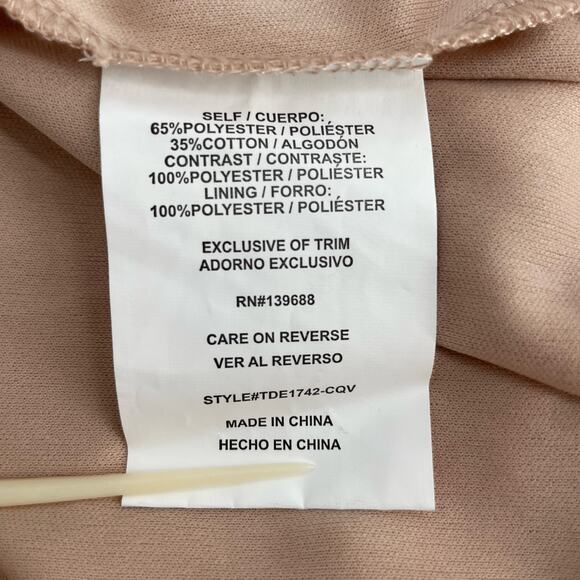 SELF / CUERPO:
65%POLYESTER / POLIÉSTER
35%COTTON / ALGODÓN
CONTRAST / CONTRASTE:
100%POLYESTER / POLIÉSTER
LINING / FORRO:
100%POLYESTER / POLIÉSTER
EXCLUSIVE OF TRIM
ADORNO EXCLUSIVO
RN#139688
CARE ON REVERSE
VER AL REVERSO
STYLE#TDE1742-CQV
MADE IN CHINA
HECHO EN CHINA